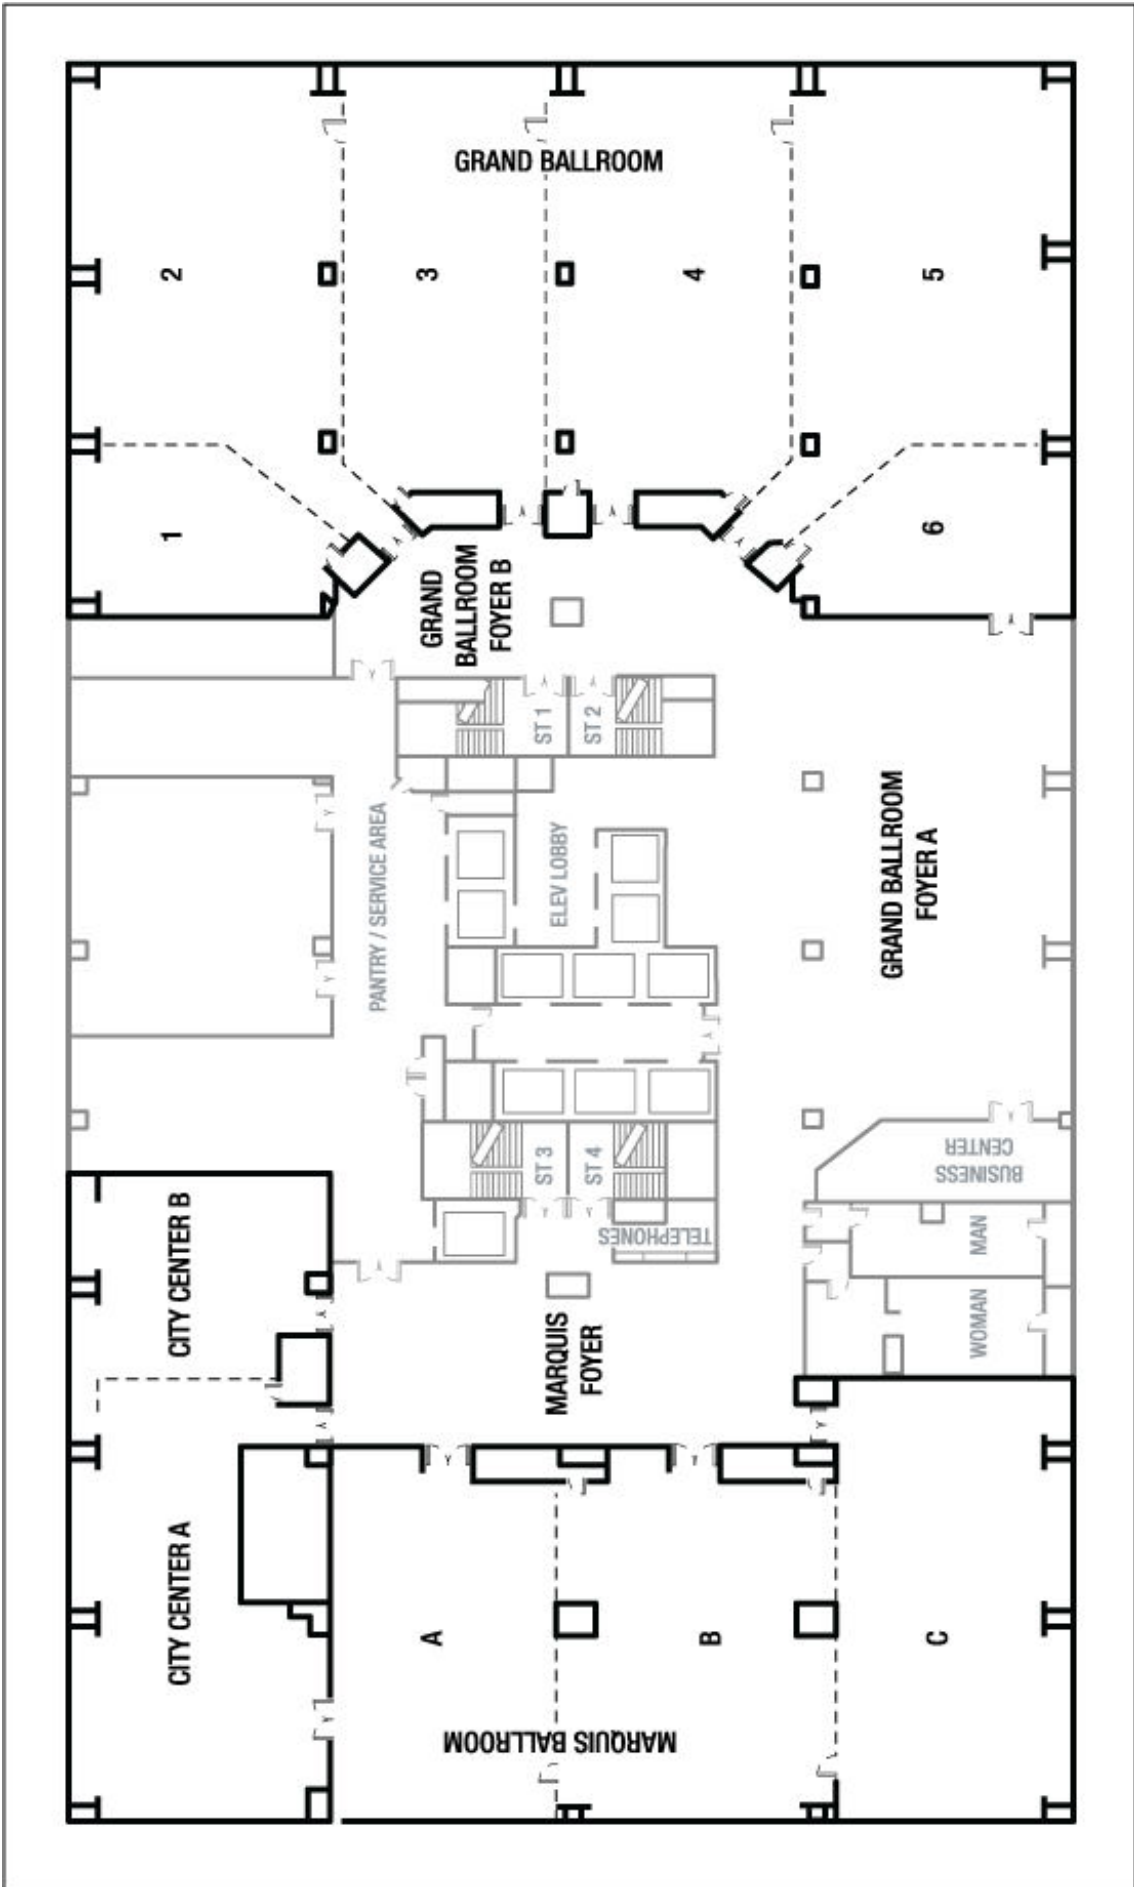 GRAND BALLROOM
2
3
4
5
1
6
GRAND
BALLROOM
FOYER B
ST 1
ST 2
PANTRY / SERVICE AREA
ELEV LOBBY
GRAND BALLROOM
FOYER A
ST 3
ST 4
TELEPHONES
BUSINESS
CENTER
MAN
WOMAN
CITY CENTER B
MARQUIS
FOYER
CITY CENTER A
A
B
C
MARQUIS BALLROOM